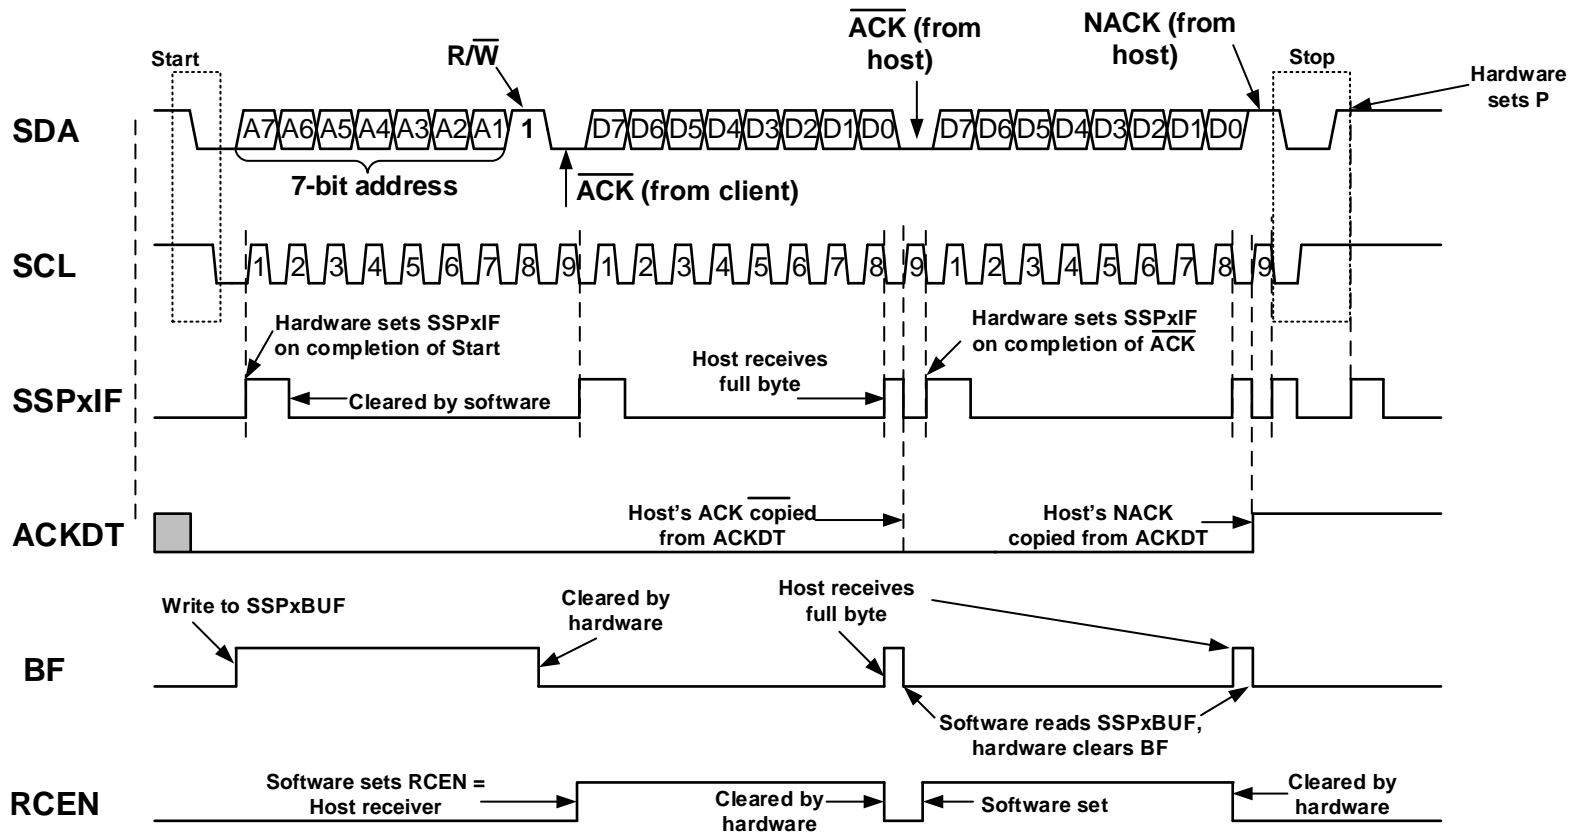 Start
R/W
ACK (from
host)
NACK (from
host)
Stop
Hardware
sets P
SDA
A7 A6 A5 A4 A3 A2 A1 1 D7 D6 D5 D4 D3 D2 D1 D0 D7 D6 D5 D4 D3 D2 D1 D0
7-bit address
ACK (from client)
SCL
1 2 3 4 5 6 7 8 9 1 2 3 4 5 6 7 8 9 1 2 3 4 5 6 7 8 9
Hardware sets SSPxIF
on completion of Start
Host receives
full byte
Hardware sets SSPxIF
on completion of ACK
SSPxIF
Cleared by software
ACKDT
Host's ACK copied
from ACKDT
Host's NACK
copied from ACKDT
Write to SSPxBUF
Cleared by
hardware
Host receives
full byte
BF
Software reads SSPxBUF,
hardware clears BF
RCEN
Software sets RCEN =
Host receiver
Cleared by
hardware
Software set
Cleared by
hardware